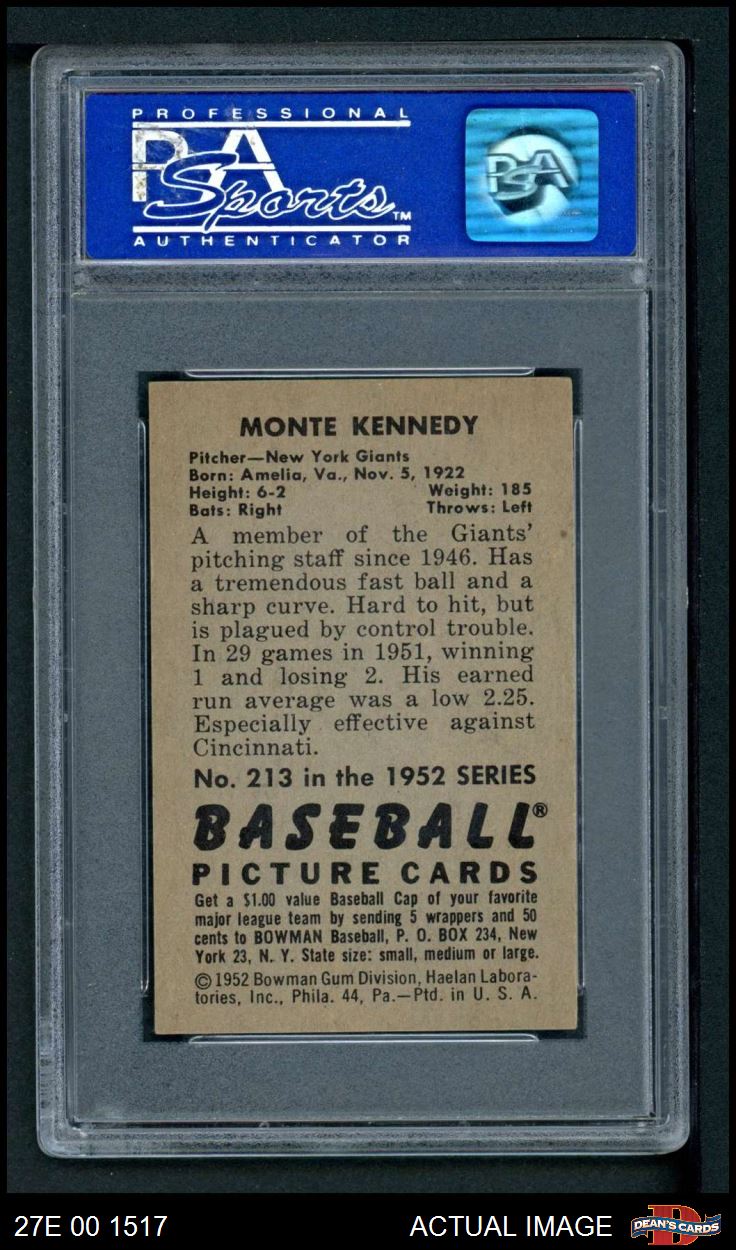 PROFESSIONAL
PSA
Sports™
AUTHENTICATOR
PSA
MONTE KENNEDY
Pitcher—New York Giants
Born: Amelia, Va., Nov. 5, 1922
Height: 6-2 Weight: 185
Bats: Right Throws: Left
A member of the Giants'
pitching staff since 1946. Has
a tremendous fast ball and a
sharp curve. Hard to hit, but
is plagued by control trouble.
In 29 games in 1951, winning
1 and losing 2. His earned
run average was a low 2.25.
Especially effective against
Cincinnati.
No. 213 in the 1952 SERIES
BASEBALL®
PICTURE CARDS
Get a $1.00 value Baseball Cap of your favorite
major league team by sending 5 wrappers and 50
cents to BOWMAN Baseball, P. O. BOX 234, New
York 23, N. Y. State size: small, medium or large.
© 1952 Bowman Gum Division, Haelan Labora-
tories, Inc., Phila. 44, Pa.—Ptd. in U. S. A.
27E 00 1517 ACTUAL IMAGE
DEAN'S CARDS